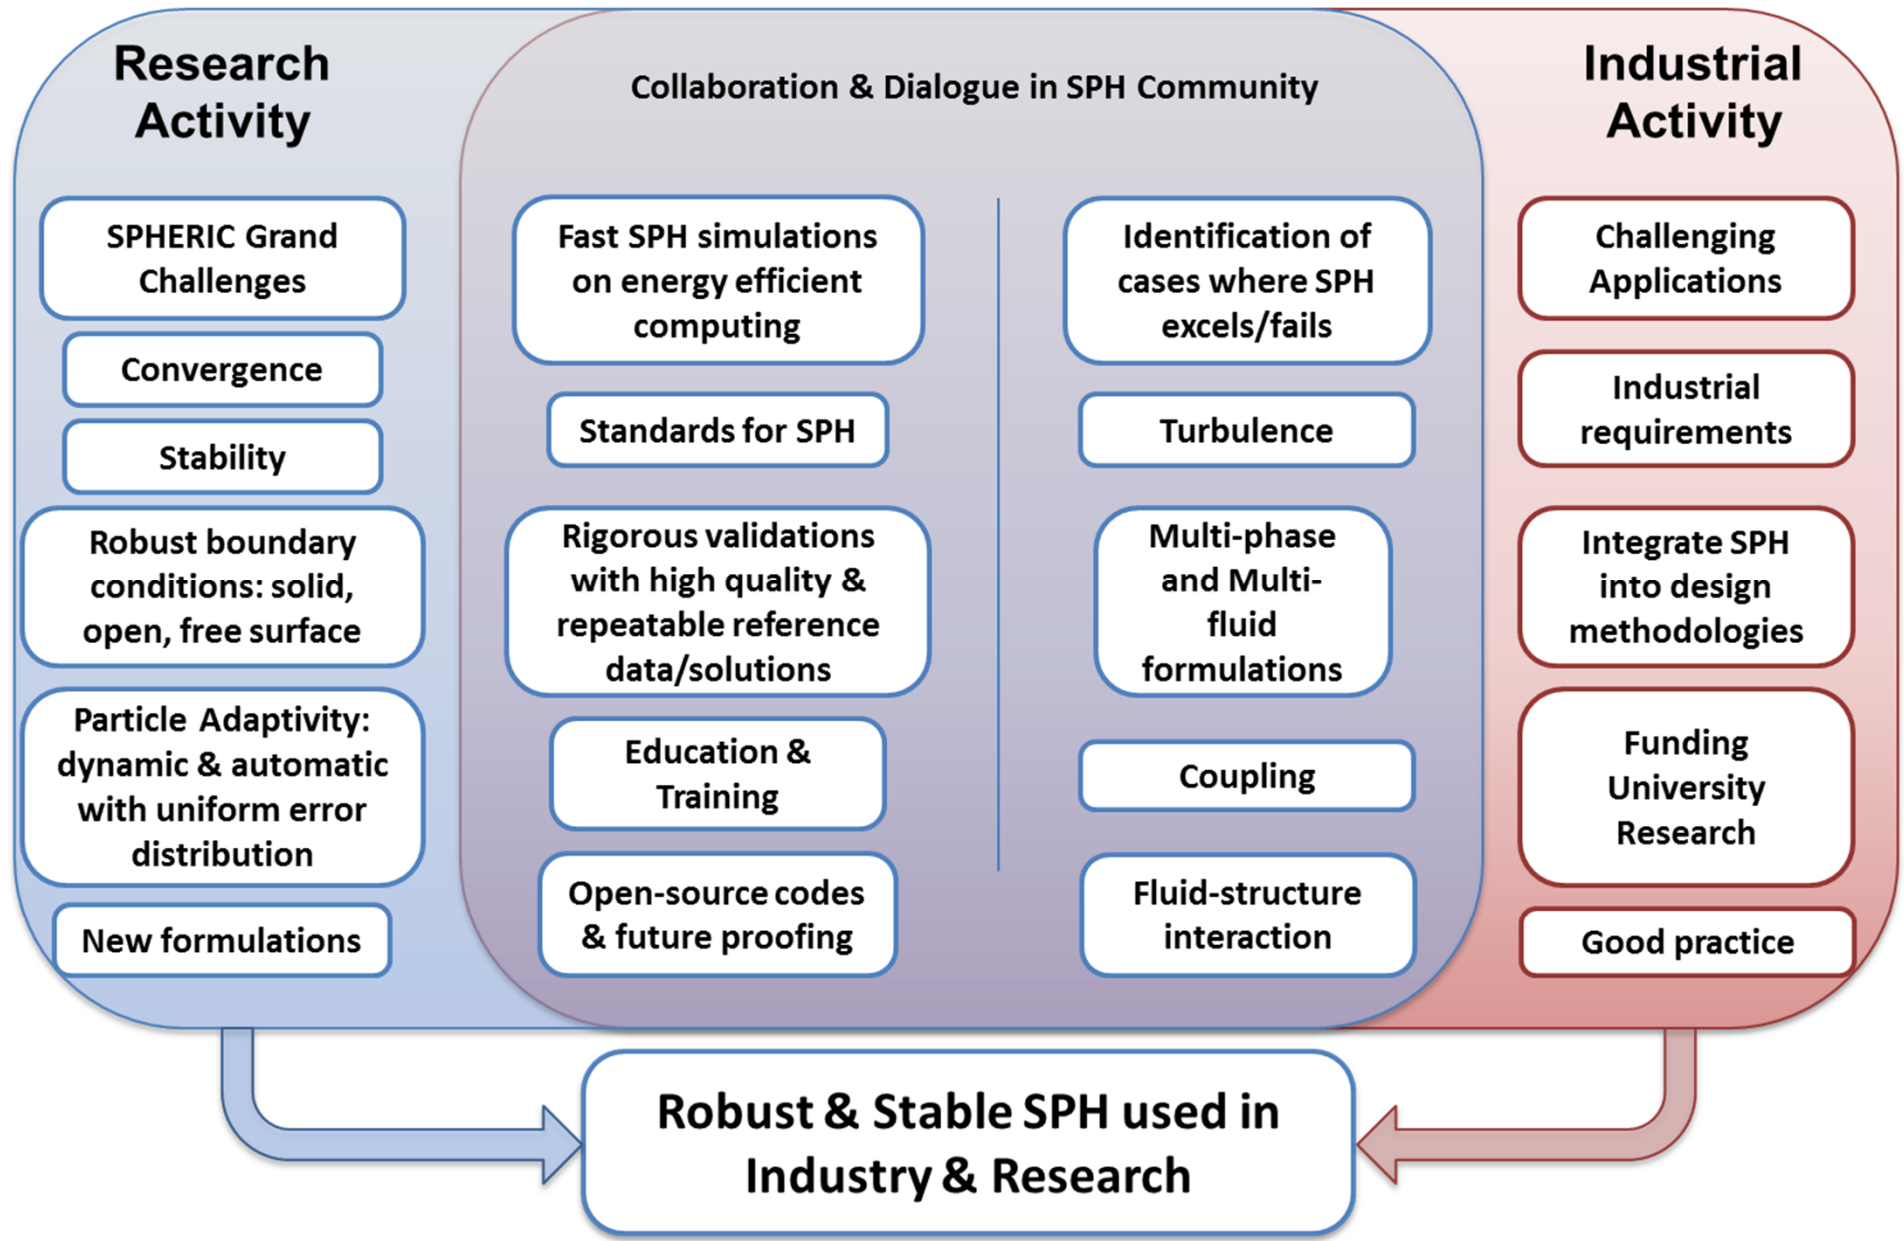 Research
Activity
SPHERIC Grand
Challenges
Convergence
Stability
Robust boundary
conditions: solid,
open, free surface
Particle Adaptivity:
dynamic & automatic
with uniform error
distribution
New formulations
Collaboration & Dialogue in SPH Community
Fast SPH simulations
on energy efficient
computing
Standards for SPH
Rigorous validations
with high quality &
repeatable reference
data/solutions
Education &
Training
Open-source codes
& future proofing
Identification of
cases where SPH
excels/fails
Turbulence
Multi-phase
and Multi-
fluid
formulations
Coupling
Fluid-structure
interaction
Industrial
Activity
Challenging
Applications
Industrial
requirements
Integrate SPH
into design
methodologies
Funding
University
Research
Good practice
Robust & Stable SPH used in
Industry & Research